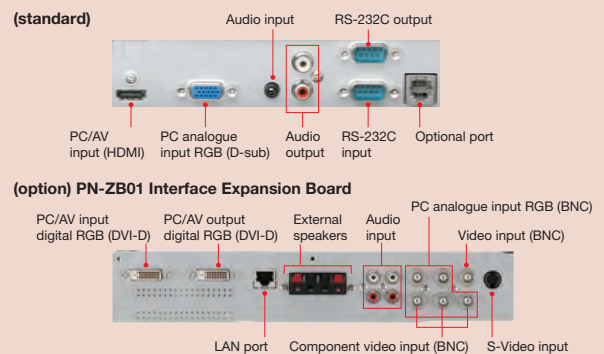 (standard)
Audio input
RS-232C output
PC/AV
input (HDMI)
PC analogue
input RGB (D-sub)
Audio
output
RS-232C
input
Optional port
(option) PN-ZB01 Interface Expansion Board
PC/AV input
digital RGB (DVI-D)
PC/AV output
digital RGB (DVI-D)
External
speakers
Audio
input
PC analogue input RGB (BNC)
Video input (BNC)
LAN port
Component video input (BNC)
S-Video input